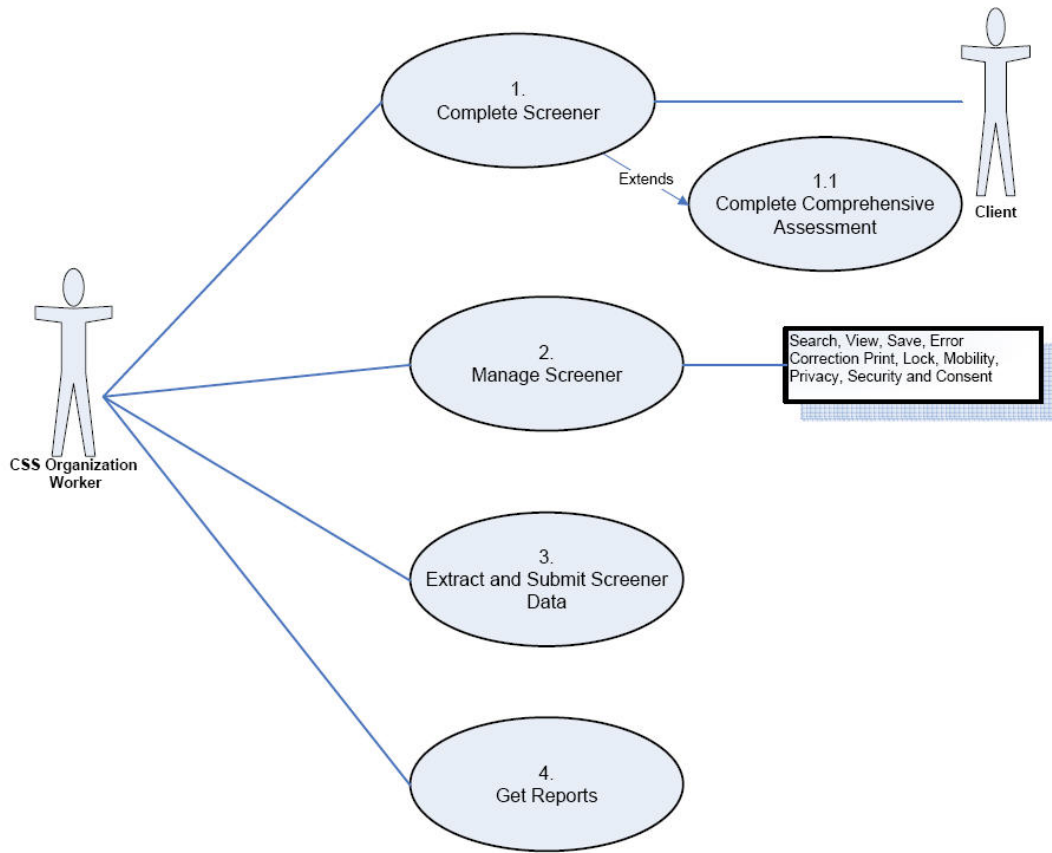 1.
Complete Screener
Extends
1.1
Complete Comprehensive
Assessment
Client
CSS Organization
Worker
2.
Manage Screener
Search, View, Save, Error
Correction Print, Lock, Mobility,
Privacy, Security and Consent
3.
Extract and Submit Screener
Data
4.
Get Reports